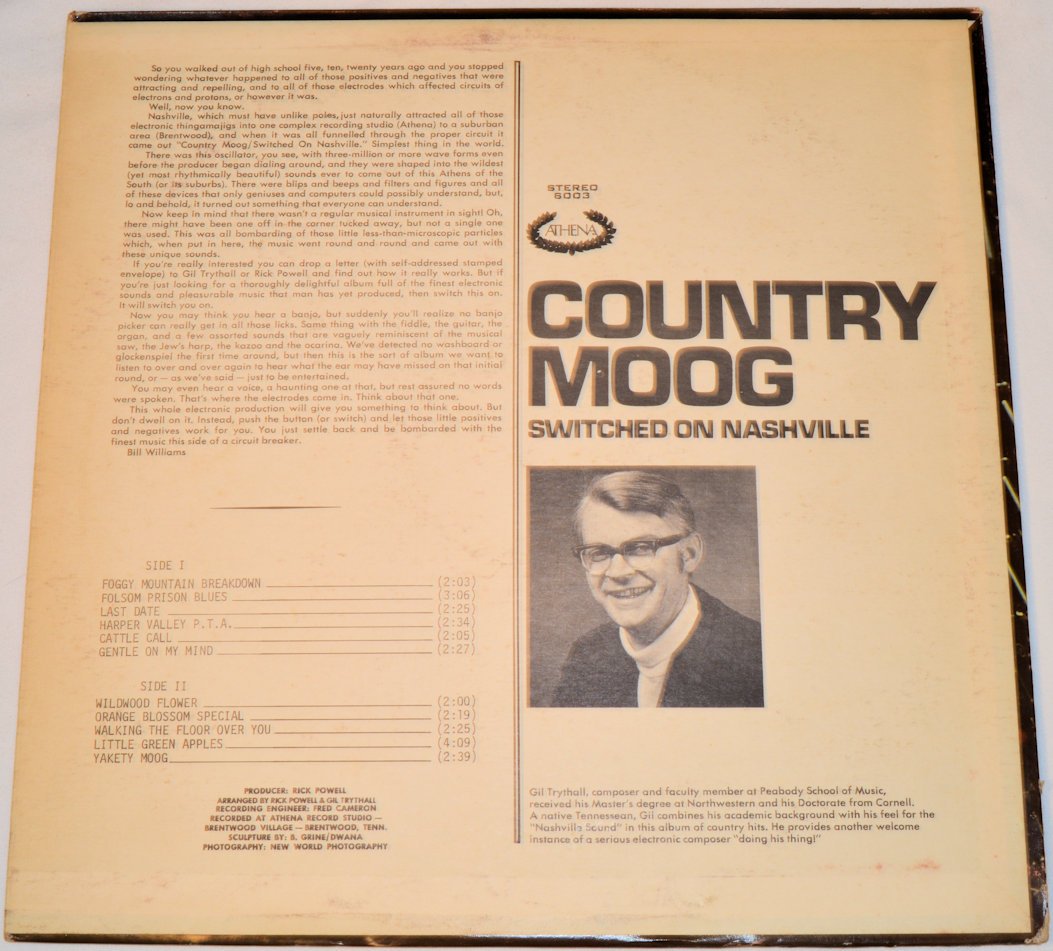 So you walked out of high school five, ten, twenty years ago and you stopped
wondering whatever happened to all of those positives and negatives that were
attracting and repelling, and to all of those electrodes which affected circuits of
electrons and protons, or however it was.
Well, now you know.
Nashville, which must have unlike poles, just naturally attracted all of those
electronic thingamajigs into one complex recording studio (Athena) to a suburban
area (Brentwood), and when it was all funnelled through the proper circuit it
came out "Country Moog/Switched On Nashville." Simplest thing in the world.
There was this oscillator, you see, with three-million or more wave forms even
before the producer began dialing around, and they were shaped into the wildest
(yet most rhythmically beautiful) sounds ever to come out of this Athens of the
South (or its suburbs). There were blips and beeps and filters and figures and all
of these devices that only geniuses and computers could possibly understand, but,
lo and behold, it turned out something that everyone can understand.
Now keep in mind that there wasn't a regular musical instrument in sight! Oh,
there might have been one off in the corner tucked away, but not a single one
was used. This was all bombarding of those little less-than-microscopic particles
which, when put in here, the music went round and round and came out with
these unique sounds.
If you're really interested you can drop a letter (with self-addressed stamped
envelope) to Gil Trythall or Rick Powell and find out how it really works. But if
you're just looking for a thoroughly delightful album full of the finest electronic
sounds and pleasurable music that man has yet produced, then switch this on.
It will switch you on.
Now you may think you hear a banjo, but suddenly you'll realize no banjo
picker can really get in all those licks. Same thing with the fiddle, the guitar, the
organ, and a few assorted sounds that are vaguely reminiscent of the musical
saw, the Jew's harp, the kazoo and the ocarina. We've detected no washboard or
glockenspiel the first time around, but then this is the sort of album we want to
listen to over and over again to hear what the ear may have missed on that initial
round, or — as we've said — just to be entertained.
You may even hear a voice, a haunting one at that, but rest assured no words
were spoken. That's where the electrodes come in. Think about that one.
This whole electronic production will give you something to think about. But
don't dwell on it. Instead, push the button (or switch) and let those little positives
and negatives work for you. You just settle back and be bombarded with the
finest music this side of a circuit breaker.
Bill Williams
SIDE I
FOGGY MOUNTAIN BREAKDOWN (2:03)
FOLSOM PRISON BLUES (3:06)
LAST DATE (2:25)
HARPER VALLEY P.T.A. (2:34)
CATTLE CALL (2:05)
GENTLE ON MY MIND (2:27)
SIDE II
WILDWOOD FLOWER (2:00)
ORANGE BLOSSOM SPECIAL (2:19)
WALKING THE FLOOR OVER YOU (2:25)
LITTLE GREEN APPLES (4:09)
YAKETY MOOG (2:39)
PRODUCER: RICK POWELL
ARRANGED BY RICK POWELL & GIL TRYTHALL
RECORDING ENGINEER: FRED CAMERON
RECORDED AT ATHENA RECORD STUDIO —
BRENTWOOD VILLAGE — BRENTWOOD, TENN.
SCULPTURE BY: B. GRINE/DWANA
PHOTOGRAPHY: NEW WORLD PHOTOGRAPHY
STEREO
6003
ATHENA
COUNTRY
MOOG
SWITCHED ON NASHVILLE
Gil Trythall, composer and faculty member at Peabody School of Music,
received his Master's degree at Northwestern and his Doctorate from Cornell.
A native Tennessean, Gil combines his academic background with his feel for the
"Nashville Sound" in this album of country hits. He provides another welcome
instance of a serious electronic composer "doing his thing!"